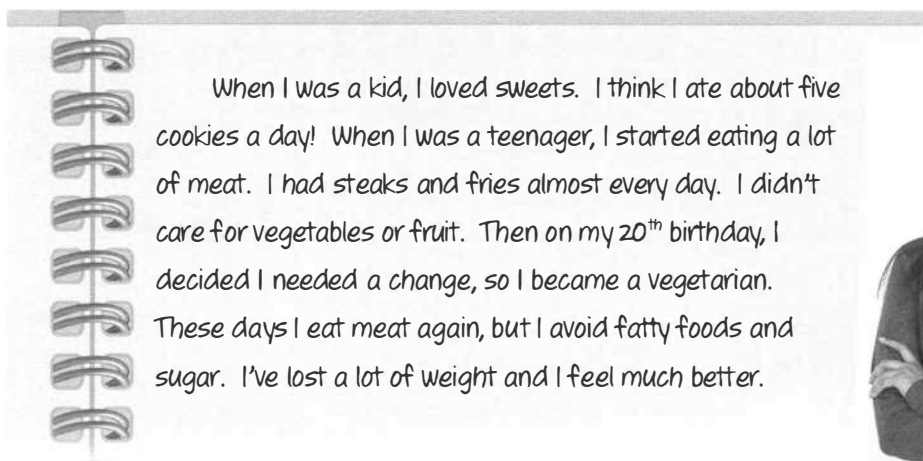 When I was a kid, I loved sweets. I think I ate about five
cookies a day! When I was a teenager, I started eating a lot
of meat. I had steaks and fries almost every day. I didn't
care for vegetables or fruit. Then on my 20th birthday, I
decided I needed a change, so I became a vegetarian.
These days I eat meat again, but I avoid fatty foods and
sugar. I've lost a lot of weight and I feel much better.